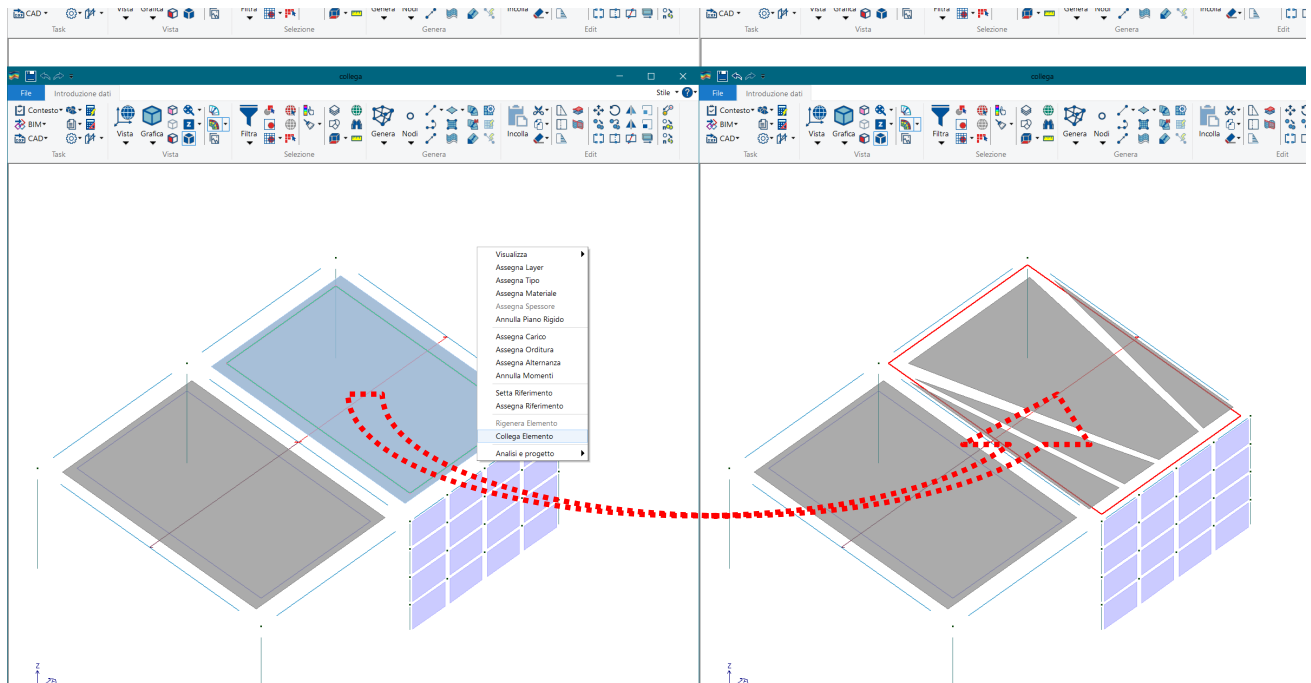 CAD Vista Grafica Filtra Genera Nodi Incolla
Task Vista Selezione Genera Edit
CAD Vista Grafica Filtra Genera Nodi Incolla
Task Vista Selezione Genera Edit
collega
File Introduzione dati Stile
Contesto
BIM
CAD
Vista Grafica Filtra Genera Nodi Incolla
Task Vista Selezione Genera Edit
Visualizza
Assegna Layer
Assegna Tipo
Assegna Materiale
Assegna Spessore
Annulla Piano Rigido
Assegna Carico
Assegna Orditura
Assegna Alternanza
Annulla Momenti
Setta Riferimento
Assegna Riferimento
Rigenera Elemento
Collega Elemento
Analisi e progetto
Z
collega
File Introduzione dati
Contesto
BIM
CAD
Vista Grafica Filtra Genera Nodi Incolla
Task Vista Selezione Genera Edit
Z